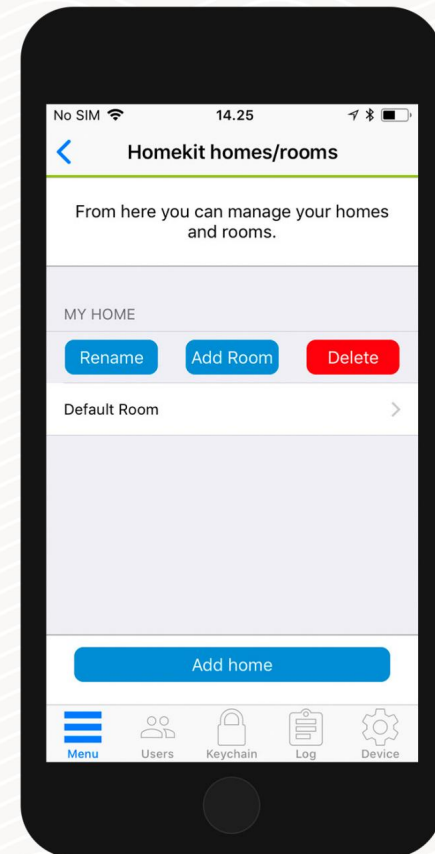 No SIM 14.25
Homekit homes/rooms
From here you can manage your homes
and rooms.
MY HOME
Rename Add Room Delete
Default Room
Add home
Menu Users Keychain Log Device